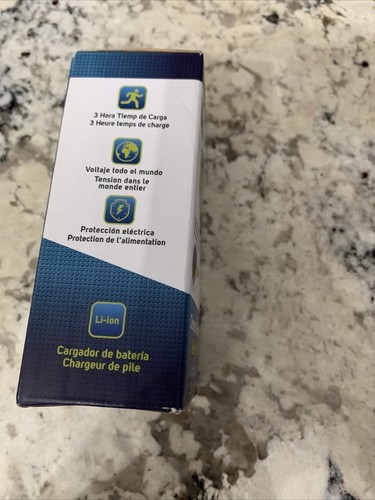 3 Hora Tiemp de Carga
3 Heure temps de charge
Voltaje todo el mundo
Tension dans le
monde entier
Protección eléctrica
Protection de l'alimentation
Li-ion
Cargador de batería
Chargeur de pile